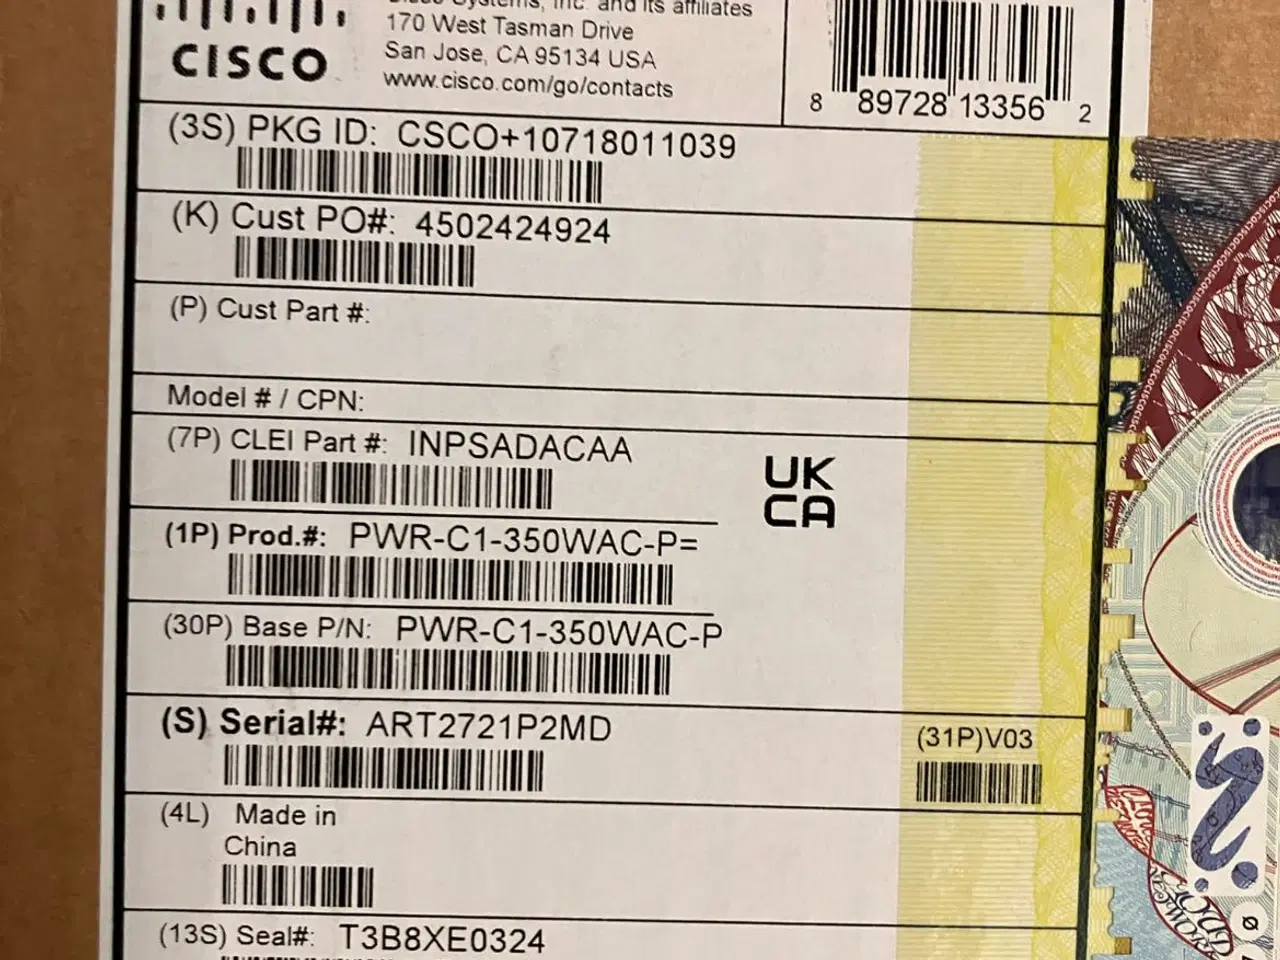 CISCO
Cisco Systems, Inc. and its affiliates
170 West Tasman Drive
San Jose, CA 95134 USA
www.cisco.com/go/contacts
8 89728 13356 2
(3S) PKG ID: CSCO+10718011039
(K) Cust PO#: 4502424924
(P) Cust Part #:
Model # / CPN:
(7P) CLEI Part #: INPSADACAA
UK
CA
(1P) Prod.#: PWR-C1-350WAC-P=
(30P) Base P/N: PWR-C1-350WAC-P
(S) Serial#: ART2721P2MD
(31P)V03
(4L) Made in
China
(13S) Seal#: T3B8XE0324